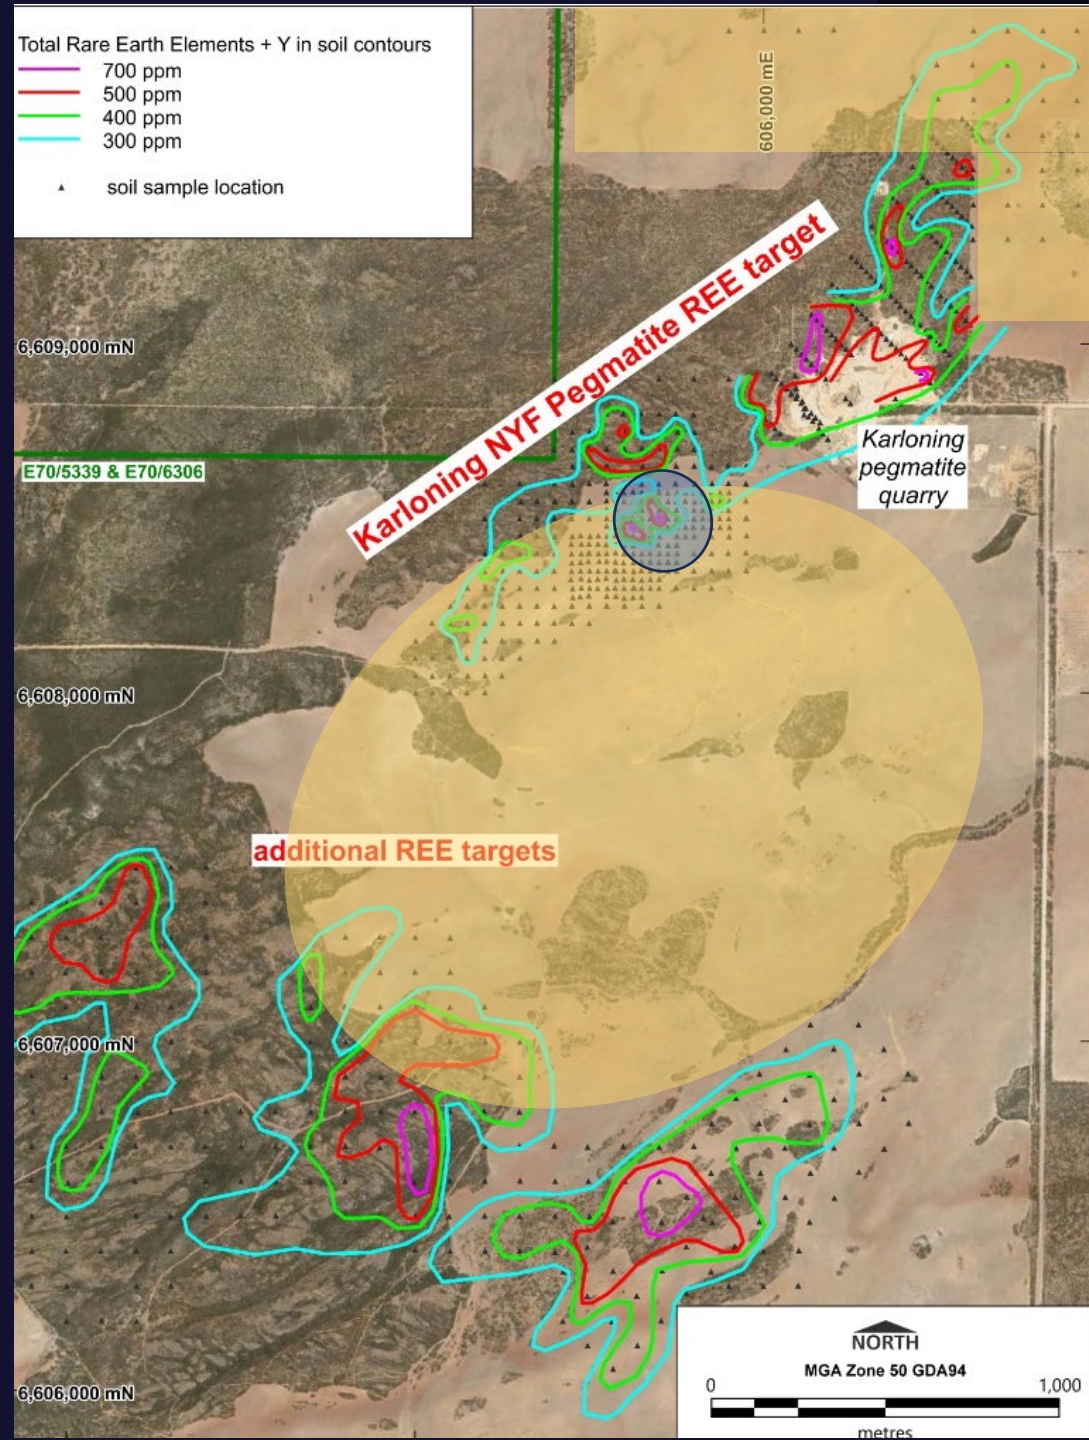 Total Rare Earth Elements + Y in soil contours
700 ppm
500 ppm
400 ppm
300 ppm
soil sample location
606,000 mE
Karloning NYF Pegmatite REE target
6,609,000 mN
Karloning
pegmatite
quarry
E70/5339 & E70/6306
6,608,000 mN
additional REE targets
6,607,000 mN
6,606,000 mN
NORTH
MGA Zone 50 GDA94
0 1,000
metres